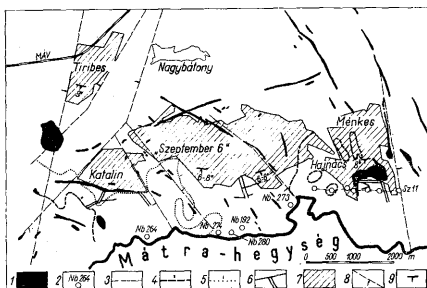 MÁV
Tiribes
Nagybátony
"Szeptember 6"
Ménkes
Hajnács
Katalin
Sz 11
Nb 273
Nb 264
Nb 274
Nb 192
Nb 280
Mátra-hegység
0 500 1000 2000 m
1 2 Nb 264 3 4 5 6 7 8 9